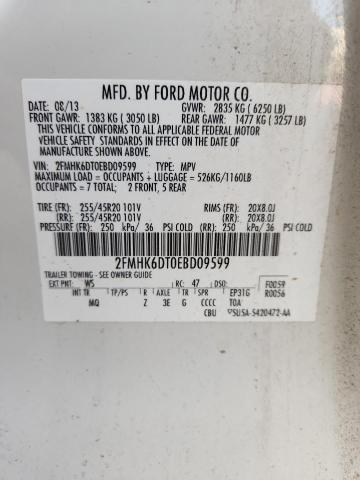 MFD. BY FORD MOTOR CO.
DATE: 08/13 GVWR: 2835 KG ( 6250 LB)
FRONT GAWR: 1383 KG ( 3050 LB) REAR GAWR: 1477 KG ( 3257 LB)
THIS VEHICLE CONFORMS TO ALL APPLICABLE FEDERAL MOTOR
VEHICLE SAFETY STANDARDS IN EFFECT ON THE DATE OF
MANUFACTURE SHOWN ABOVE.
VIN: 2FMHK6DT0EBD09599 TYPE: MPV
MAXIMUM LOAD = OCCUPANTS + LUGGAGE = 526KG/1160LB
OCCUPANTS = 7 TOTAL; 2 FRONT, 5 REAR
TIRE (FR): 255/45R20 101V RIMS (FR): 20X8.0J
(RR): 255/45R20 101V (RR): 20X8.0J
PRESSURE (FR): 250 kPa/ 36 PSI COLD (RR): 250 kPa/ 36 PSI COLD
2FMHK6DT0EBD09599
TRAILER TOWING - SEE OWNER GUIDE
EXT PNT: WS RC: 47 DSO: F0059
INT TR TP/PS R AXLE TR SPR EP31G R0056
MQ Z 3E G CCCC T0A
CBU SU5A-5420472-AA